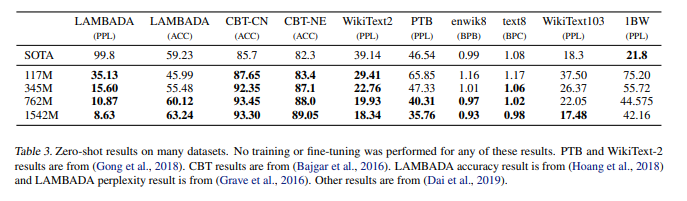 LAMBADA LAMBADA CBT-CN CBT-NE WikiText2 PTB enwik8 text8 WikiText103 1BW
(PPL) (ACC) (ACC) (ACC) (PPL) (PPL) (BPB) (BPC) (PPL) (PPL)
SOTA 99.8 59.23 85.7 82.3 39.14 46.54 0.99 1.08 18.3 21.8
117M 35.13 45.99 87.65 83.4 29.41 65.85 1.16 1.17 37.50 75.20
345M 15.60 55.48 92.35 87.1 22.76 47.33 1.01 1.06 26.37 55.72
762M 10.87 60.12 93.45 88.0 19.93 40.31 0.97 1.02 22.05 44.575
1542M 8.63 63.24 93.30 89.05 18.34 35.76 0.93 0.98 17.48 42.16
Table 3. Zero-shot results on many datasets. No training or fine-tuning was performed for any of these results. PTB and WikiText-2
results are from (Gong et al., 2018). CBT results are from (Bajgar et al., 2016). LAMBADA accuracy result is from (Hoang et al., 2018)
and LAMBADA perplexity result is from (Grave et al., 2016). Other results are from (Dai et al., 2019).